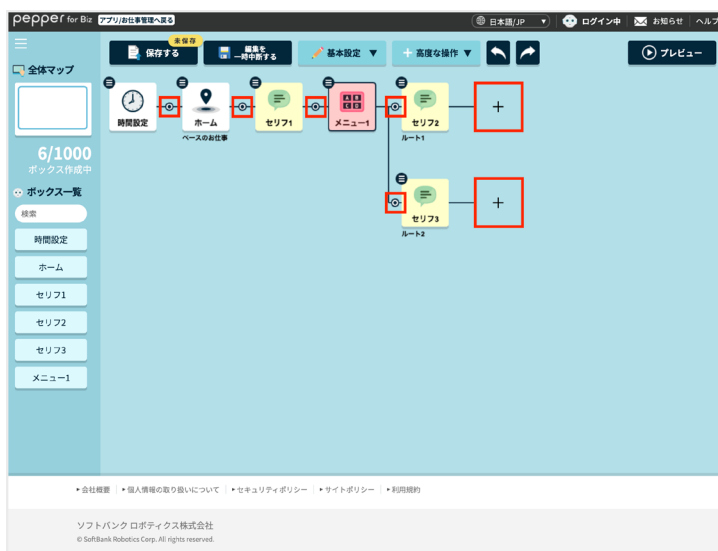 pepper for Biz アプリ/お仕事管理へ戻る 日本語/JP ▼ ログイン中 お知らせ ヘルプ
未保存
保存する 編集を一時中断する 基本設定 ▼ 高度な操作 ▼ プレビュー
全体マップ
6/1000
ボックス作成中
ボックス一覧
検索
時間設定
ホーム
セリフ1
セリフ2
セリフ3
メニュー1
時間設定 ホーム セリフ1 メニュー1 セリフ2
ベースのお仕事 ルート1
セリフ3
ルート2
▸会社概要 ▸個人情報の取り扱いについて ▸セキュリティポリシー ▸サイトポリシー ▸利用規約
ソフトバンク ロボティクス株式会社
© SoftBank Robotics Corp. All rights reserved.